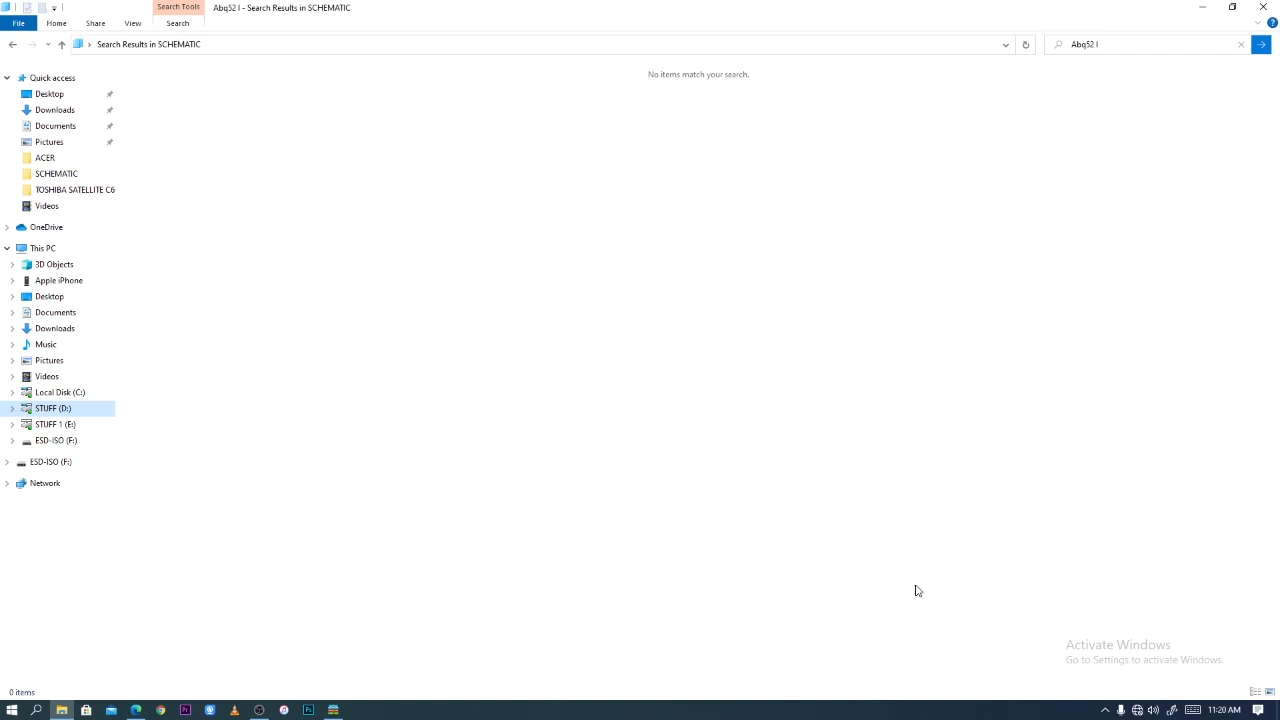 Search Tools
Abq52 l - Search Results in SCHEMATIC
File
Home
Share
View
Search
Search Results in SCHEMATIC
Abq52 l
No items match your search.
Quick access
Desktop
Downloads
Documents
Pictures
ACER
SCHEMATIC
TOSHIBA SATELLITE C6
Videos
OneDrive
This PC
3D Objects
Apple iPhone
Desktop
Documents
Downloads
Music
Pictures
Videos
Local Disk (C:)
STUFF (D:)
STUFF 1 (E:)
ESD-ISO (F:)
ESD-ISO (F:)
Network
Activate Windows
Go to Settings to activate Windows.
0 items
Pr
Ps
11:20 AM